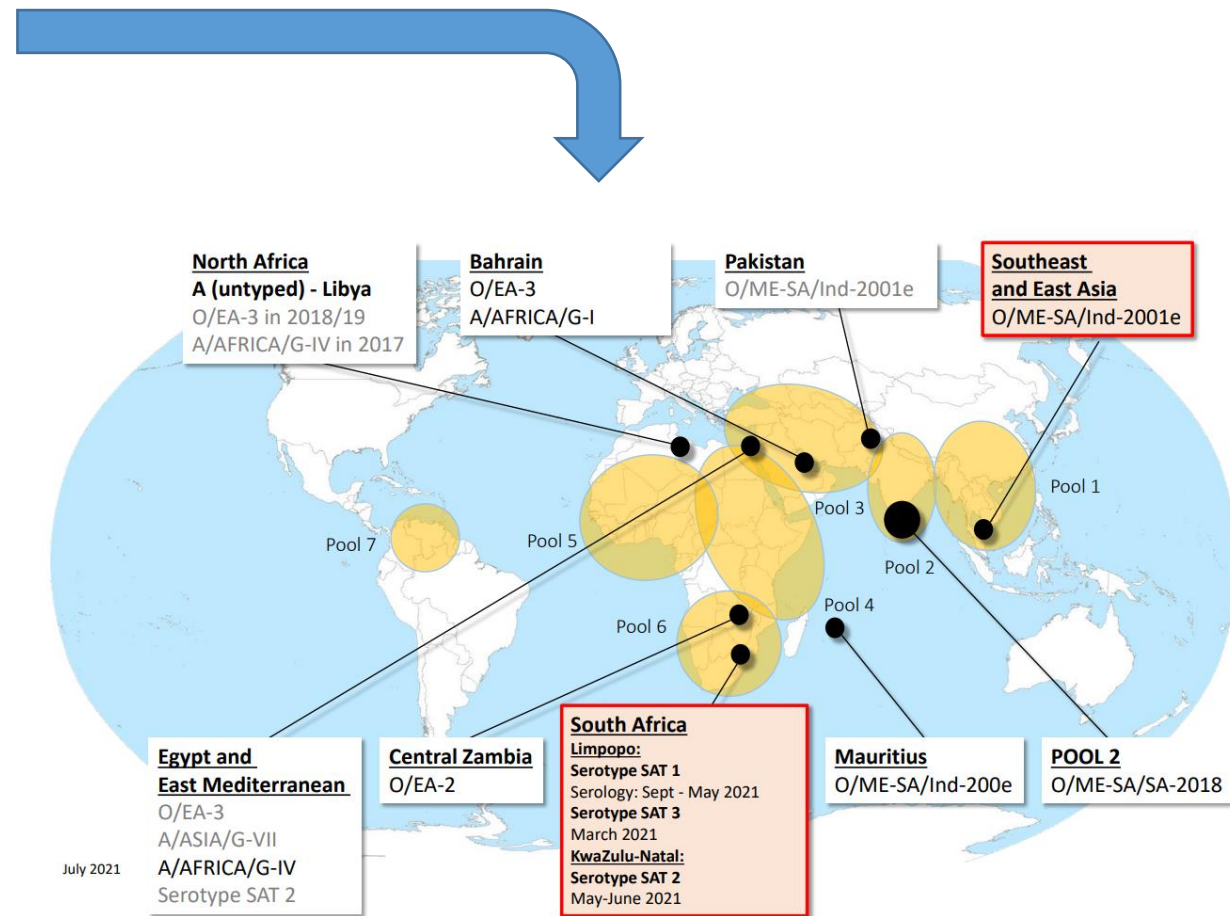 North Africa
A (untyped) - Libya
O/EA-3 in 2018/19
A/AFRICA/G-IV in 2017
Bahrain
O/EA-3
A/AFRICA/G-I
Pakistan
O/ME-SA/Ind-2001e
Southeast
and East Asia
O/ME-SA/Ind-2001e
Pool 1
Pool 3
Pool 5
Pool 7
Pool 2
Pool 4
Pool 6
Egypt and
East Mediterranean
O/EA-3
A/ASIA/G-VII
A/AFRICA/G-IV
Serotype SAT 2
Central Zambia
O/EA-2
South Africa
Limpopo:
Serotype SAT 1
Serology: Sept - May 2021
Serotype SAT 3
March 2021
KwaZulu-Natal:
Serotype SAT 2
May-June 2021
Mauritius
O/ME-SA/Ind-200e
POOL 2
O/ME-SA/SA-2018
July 2021